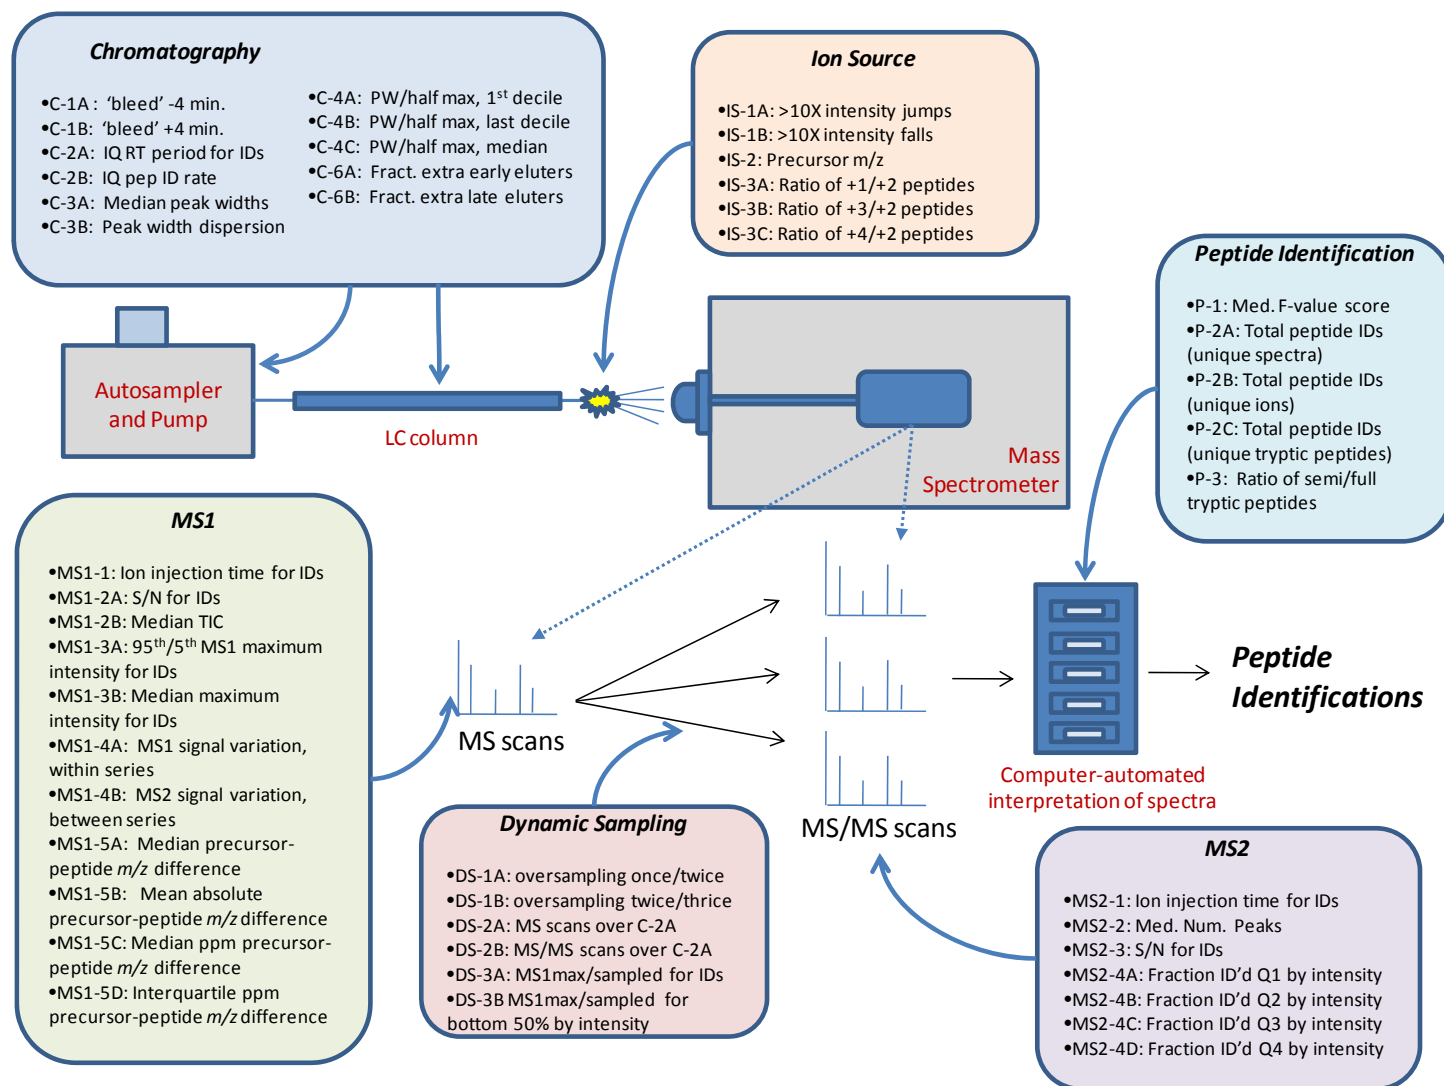 Chromatography
•C-1A : ‘bleed’ -4 min.
•C-1B: ‘bleed’ +4 min.
•C-2A: IQ RT period for IDs
•C-2B: IQ pep ID rate
•C-3A: Median peak widths
•C-3B: Peak width dispersion
•C-4A: PW/half max, 1st decile
•C-4B: PW/half max, last decile
•C-4C: PW/half max, median
•C-6A: Fract. extra early eluters
•C-6B: Fract. extra late eluters
Ion Source
•IS-1A: >10X intensity jumps
•IS-1B: >10X intensity falls
•IS-2: Precursor m/z
•IS-3A: Ratio of +1/+2 peptides
•IS-3B: Ratio of +3/+2 peptides
•IS-3C: Ratio of +4/+2 peptides
Peptide Identification
•P-1: Med. F-value score
•P-2A: Total peptide IDs
(unique spectra)
•P-2B: Total peptide IDs
(unique ions)
•P-2C: Total peptide IDs
(unique tryptic peptides)
•P-3: Ratio of semi/full
tryptic peptides
Autosampler
and Pump
LC column
Mass
Spectrometer
MS1
•MS1-1: Ion injection time for IDs
•MS1-2A: S/N for IDs
•MS1-2B: Median TIC
•MS1-3A: 95th/5th MS1 maximum
intensity for IDs
•MS1-3B: Median maximum
intensity for IDs
•MS1-4A: MS1 signal variation,
within series
•MS1-4B: MS2 signal variation,
between series
•MS1-5A: Median precursor-
peptide m/z difference
•MS1-5B: Mean absolute
precursor-peptide m/z difference
•MS1-5C: Median ppm precursor-
peptide m/z difference
•MS1-5D: Interquartile ppm
precursor-peptide m/z difference
MS scans
MS/MS scans
Computer-automated
interpretation of spectra
Peptide
Identifications
Dynamic Sampling
•DS-1A: oversampling once/twice
•DS-1B: oversampling twice/thrice
•DS-2A: MS scans over C-2A
•DS-2B: MS/MS scans over C-2A
•DS-3A: MS1max/sampled for IDs
•DS-3B MS1max/sampled for
bottom 50% by intensity
MS2
•MS2-1: Ion injection time for IDs
•MS2-2: Med. Num. Peaks
•MS2-3: S/N for IDs
•MS2-4A: Fraction ID’d Q1 by intensity
•MS2-4B: Fraction ID’d Q2 by intensity
•MS2-4C: Fraction ID’d Q3 by intensity
•MS2-4D: Fraction ID’d Q4 by intensity